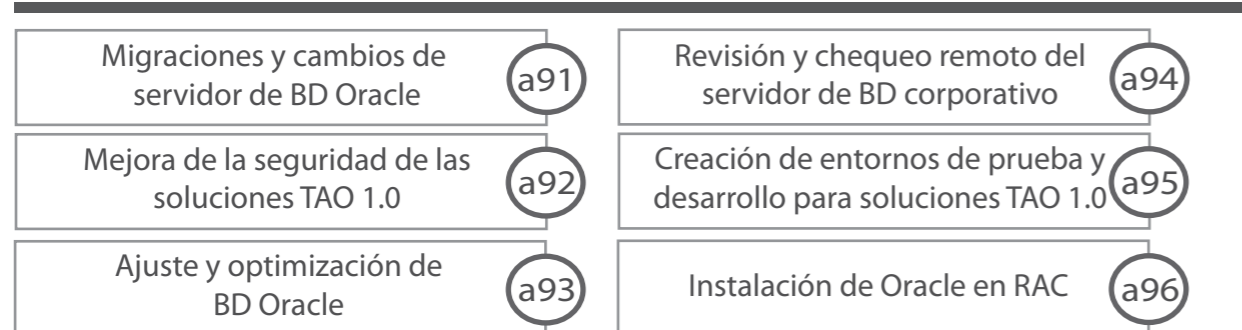 Migraciones y cambios de
servidor de BD Oracle
a91
Mejora de la seguridad de las
soluciones TAO 1.0
a92
Ajuste y optimización de
BD Oracle
a93
Revisión y chequeo remoto del
servidor de BD corporativo
a94
Creación de entornos de prueba y
desarrollo para soluciones TAO 1.0
a95
Instalación de Oracle en RAC
a96